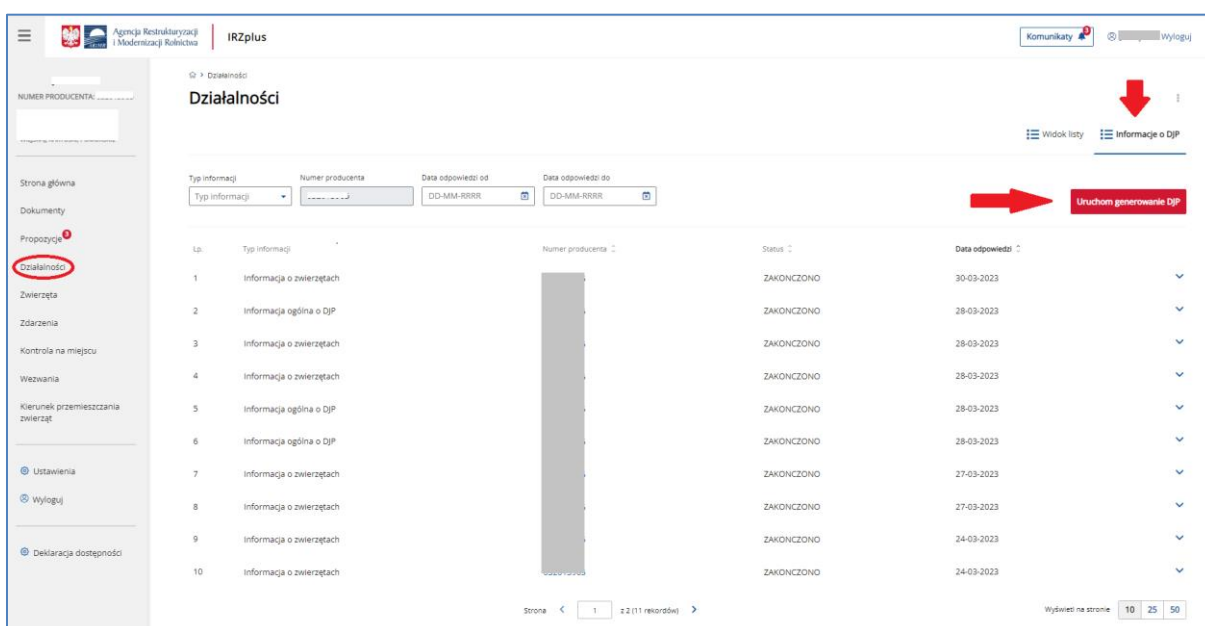 Agencja Restrukturyzacji
i Modernizacji Rolnictwa
IRZplus
Komunikaty 3
Wyloguj
NUMER PRODUCENTA:
Strona główna
Dokumenty
Propozycje 3
Działalności
Zwierzęta
Zdarzenia
Kontrola na miejscu
Wezwania
Kierunek przemieszczania
zwierząt
Ustawienia
Wyloguj
Deklaracja dostępności
Działalności
Działalności
Widok listy Informacje o DJP
Typ informacji Numer producenta Data odpowiedzi od Data odpowiedzi do
Typ informacji DD-MM-RRRR DD-MM-RRRR
Uruchom generowanie DJP
Lp. Typ informacji Numer producenta Status Data odpowiedzi
1 Informacja o zwierzętach ZAKONCZONO 30-03-2023
2 Informacja ogólna o DJP ZAKONCZONO 28-03-2023
3 Informacja o zwierzętach ZAKONCZONO 28-03-2023
4 Informacja o zwierzętach ZAKONCZONO 28-03-2023
5 Informacja ogólna o DJP ZAKONCZONO 28-03-2023
6 Informacja ogólna o DJP ZAKONCZONO 28-03-2023
7 Informacja o zwierzętach ZAKONCZONO 27-03-2023
8 Informacja o zwierzętach ZAKONCZONO 27-03-2023
9 Informacja o zwierzętach ZAKONCZONO 24-03-2023
10 Informacja o zwierzętach ZAKONCZONO 24-03-2023
Strona 1 z 2 (11 rekordów)
Wyświetl na stronie 10 25 50